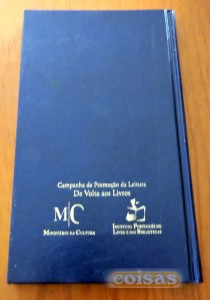 Campanha de Promoção da Leitura
De Volta aos Livros
M|C
MINISTÉRIO DA CULTURA
INSTITUTO PORTUGUÊS DO
LIVRO E DAS BIBLIOTECAS
coisas